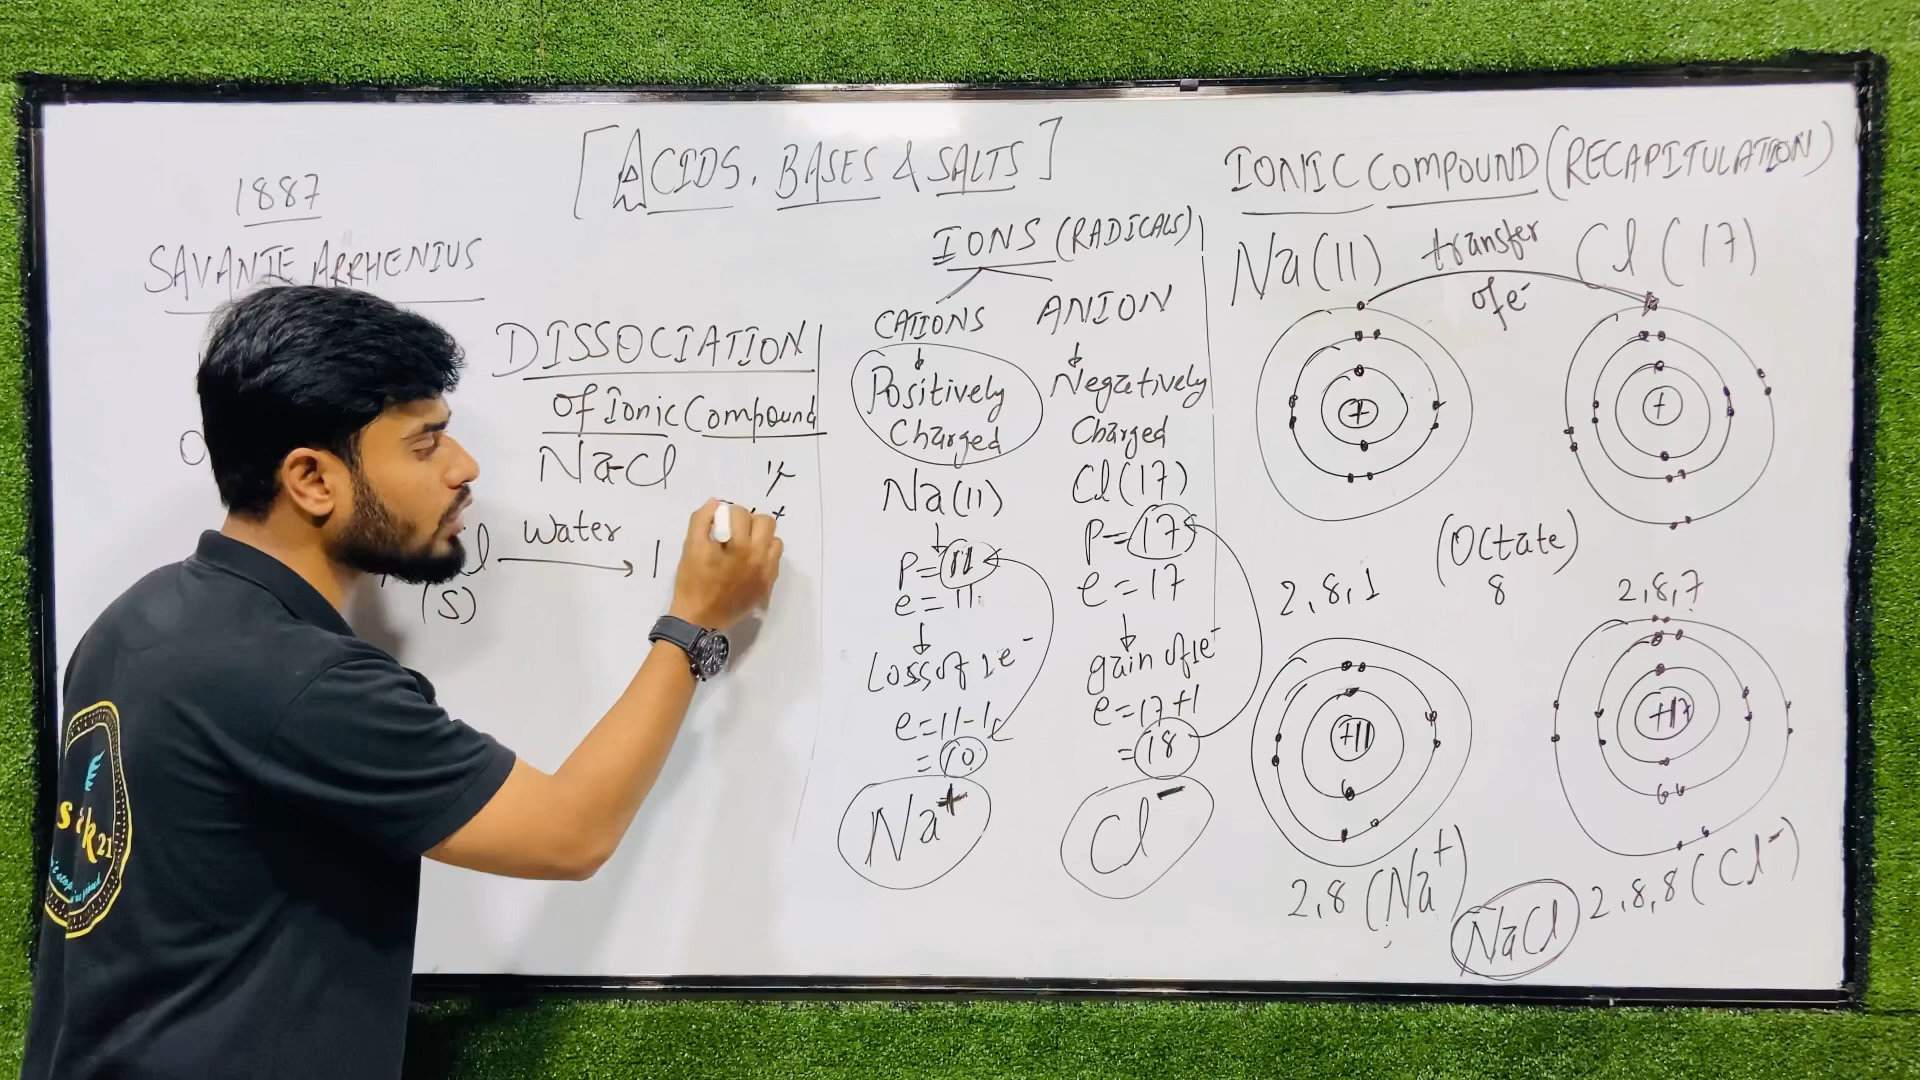 [ACIDS, BASES & SALTS]
1887
SAVANTE ARRHENIUS
DISSOCIATION
Of Ionic Compound
NaCl
Water
(S)
IONS (RADICALS)
CATIONS
Positively
Charged
Na(11)
P=11
e=11
Loss of 1e⁻
e=11-1
=10
Na⁺
ANION
Negatively
Charged
Cl(17)
P=17
e=17
gain of 1e⁻
e=17+1
=18
Cl⁻
IONIC COMPOUND (RECAPITULATION)
Na(11)
transfer
of e⁻
Cl(17)
+
+
(Octate)
8
2,8,1
2,8,7
+11
+17
2,8 (Na⁺)
NaCl
2,8,8 (Cl⁻)
21